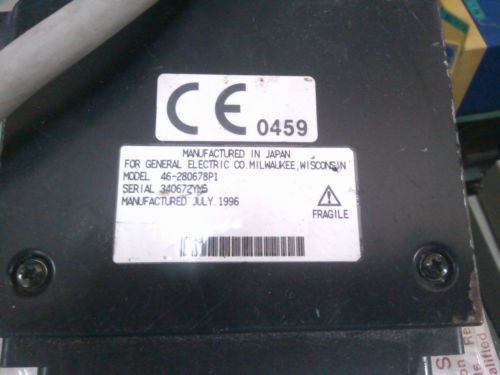 CE 0459
MANUFACTURED IN JAPAN
FOR GENERAL ELECTRIC CO. MILWAUKEE, WISCONSIN
MODEL 46-280678P1
SERIAL 34067ZYM5
MANUFACTURED JULY. 1996
FRAGILE